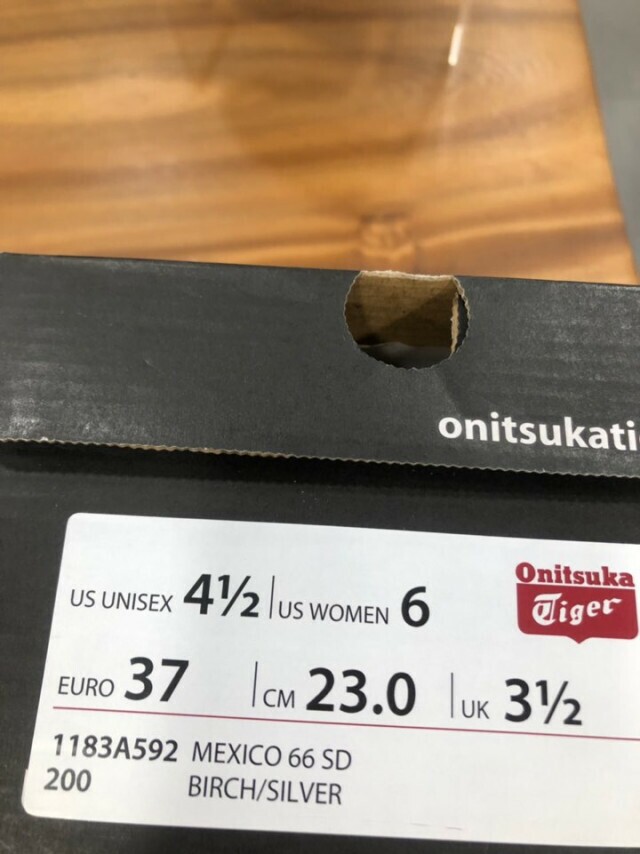 onitsukati
Onitsuka
Tiger
US UNISEX 4½ US WOMEN 6
EURO 37 CM 23.0 UK 3½
1183A592 MEXICO 66 SD
200 BIRCH/SILVER